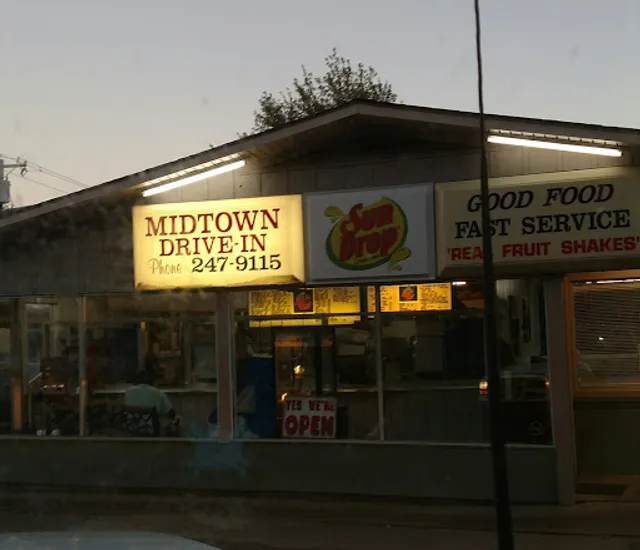 MIDTOWN
DRIVE-IN
Phone 247-9115
Sun
Drop
GOOD FOOD
FAST SERVICE
"REAL FRUIT SHAKES"
YES WE'RE
OPEN